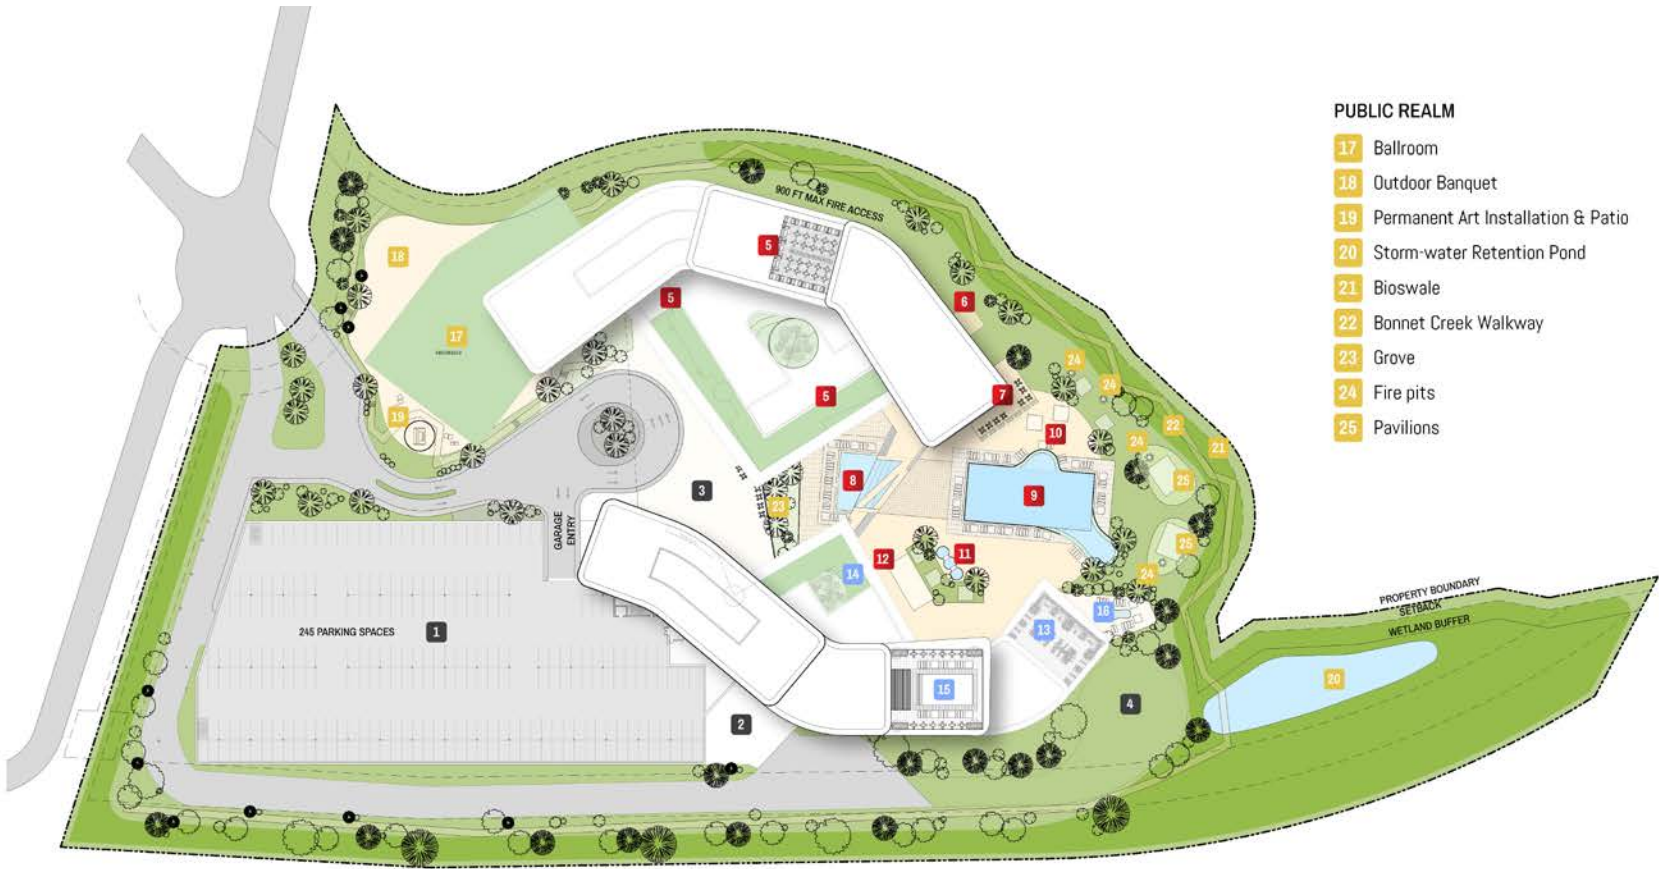 PUBLIC REALM
17 Ballroom
18 Outdoor Banquet
19 Permanent Art Installation & Patio
20 Storm-water Retention Pond
21 Bioswale
22 Bonnet Creek Walkway
23 Grove
24 Fire pits
25 Pavilions
900 FT MAX FIRE ACCESS
5
18
5
6
17
24
24
5
7
19
22
10
24
21
8
25
3
9
23
GARAGE
ENTRY
25
12
11
14
24
PROPERTY BOUNDARY
SETBACK
WETLAND BUFFER
16
13
245 PARKING SPACES
1
20
15
4
2